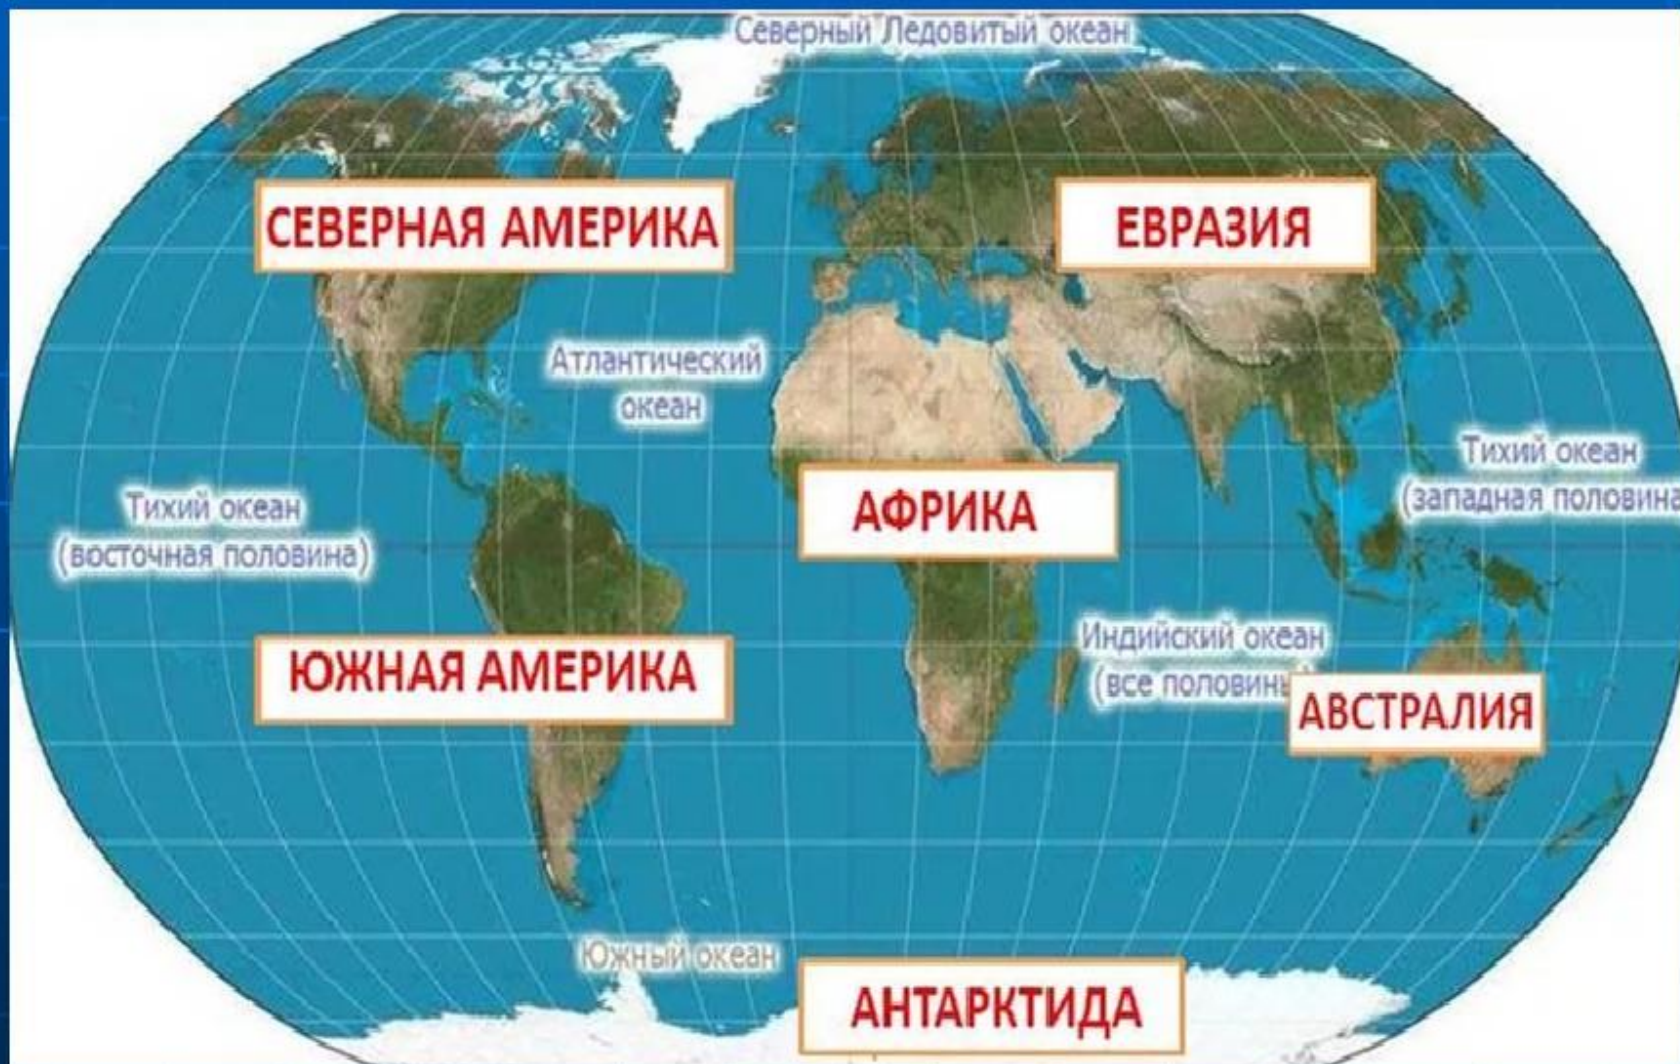 Северный Ледовитый океан
СЕВЕРНАЯ АМЕРИКА
ЕВРАЗИЯ
Атлантический
океан
Тихий океан
(западная половина
АФРИКА
Тихий океан
(восточная половина)
Индийский океан
(все половины
ЮЖНАЯ АМЕРИКА
АВСТРАЛИЯ
Южный океан
АНТАРКТИДА